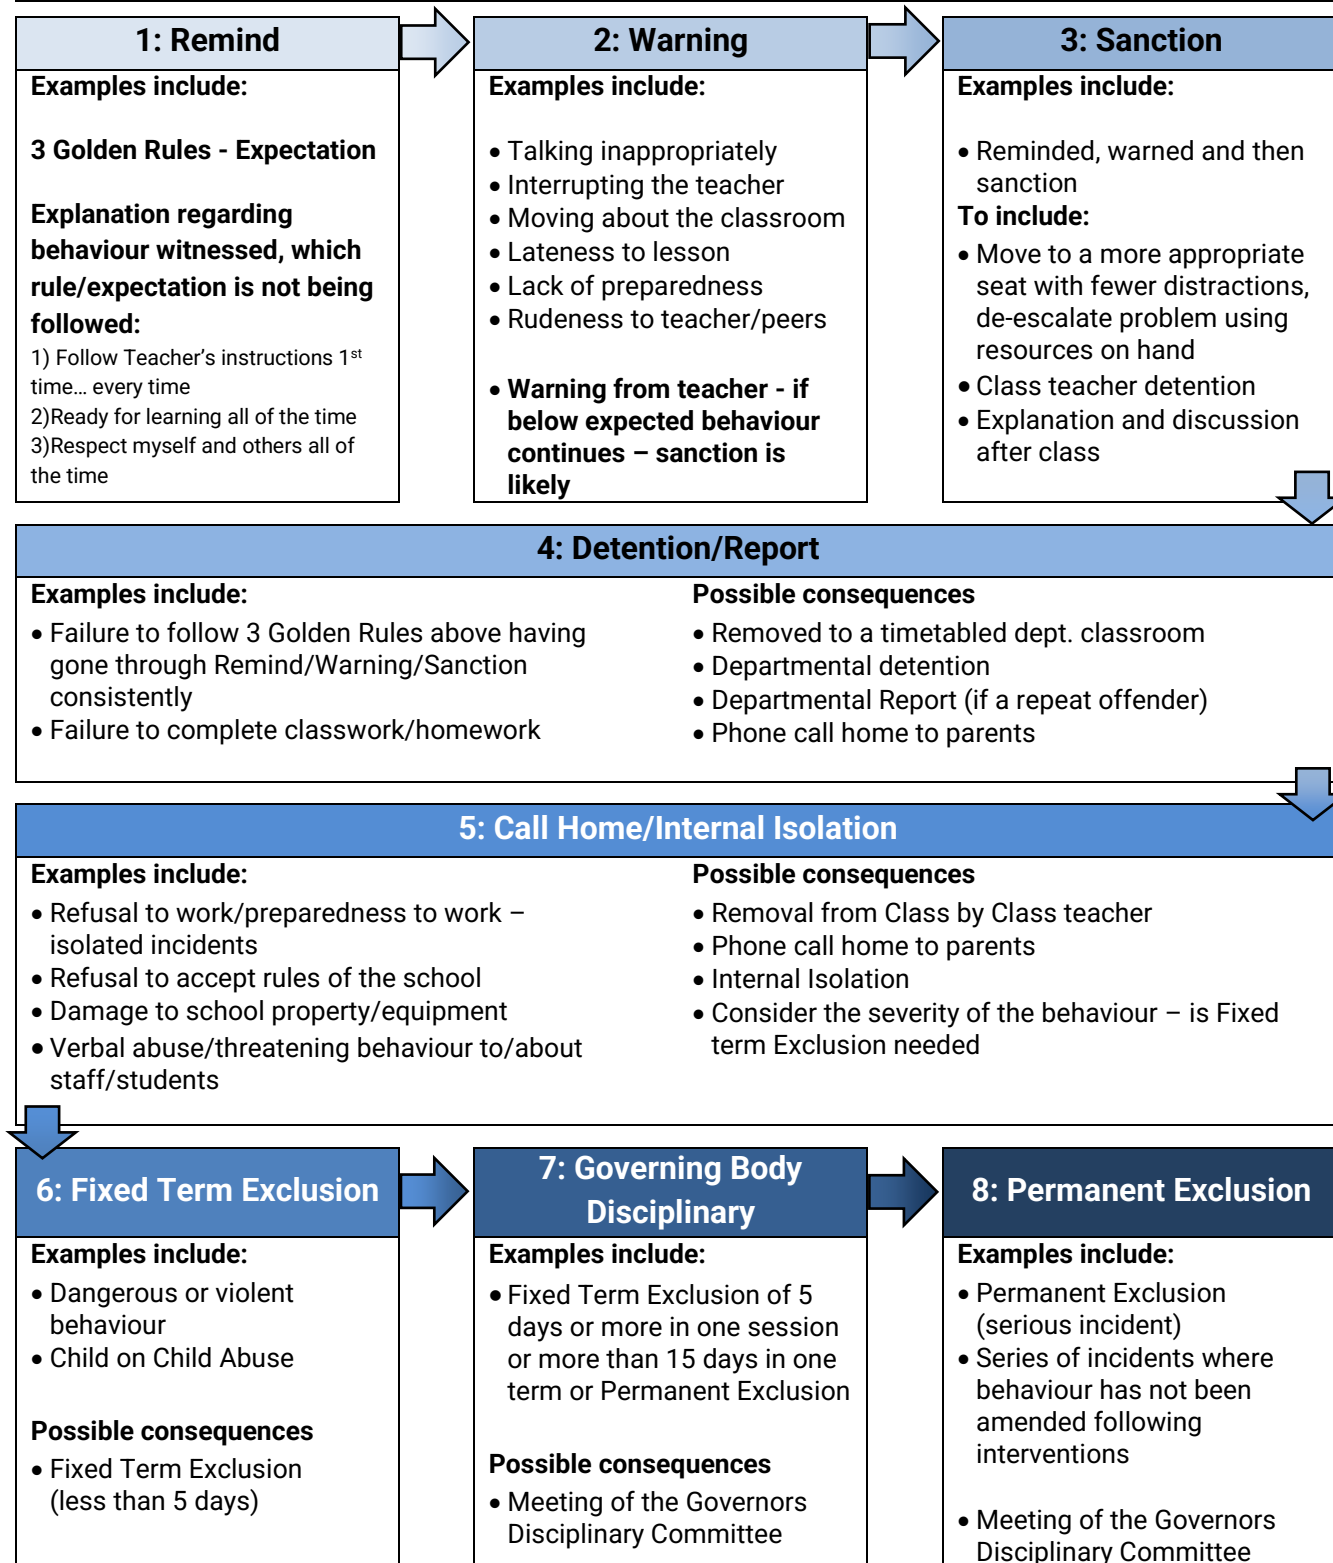 1: Remind
Examples include:
3 Golden Rules - Expectation
Explanation regarding
behaviour witnessed, which
rule/expectation is not being
followed:
1) Follow Teacher's instructions 1st
time... every time
2)Ready for learning all of the time
3)Respect myself and others all of
the time
2: Warning
Examples include:
• Talking inappropriately
• Interrupting the teacher
• Moving about the classroom
• Lateness to lesson
• Lack of preparedness
• Rudeness to teacher/peers
• Warning from teacher - if
below expected behaviour
continues – sanction is
likely
3: Sanction
Examples include:
• Reminded, warned and then
sanction
To include:
• Move to a more appropriate
seat with fewer distractions,
de-escalate problem using
resources on hand
• Class teacher detention
• Explanation and discussion
after class
4: Detention/Report
Examples include:
• Failure to follow 3 Golden Rules above having
gone through Remind/Warning/Sanction
consistently
• Failure to complete classwork/homework
Possible consequences
• Removed to a timetabled dept. classroom
• Departmental detention
• Departmental Report (if a repeat offender)
• Phone call home to parents
5: Call Home/Internal Isolation
Examples include:
• Refusal to work/preparedness to work –
isolated incidents
• Refusal to accept rules of the school
• Damage to school property/equipment
• Verbal abuse/threatening behaviour to/about
staff/students
Possible consequences
• Removal from Class by Class teacher
• Phone call home to parents
• Internal Isolation
• Consider the severity of the behaviour – is Fixed
term Exclusion needed
6: Fixed Term Exclusion
Examples include:
• Dangerous or violent
behaviour
• Child on Child Abuse
Possible consequences
• Fixed Term Exclusion
(less than 5 days)
7: Governing Body
Disciplinary
Examples include:
• Fixed Term Exclusion of 5
days or more in one session
or more than 15 days in one
term or Permanent Exclusion
Possible consequences
• Meeting of the Governors
Disciplinary Committee
8: Permanent Exclusion
Examples include:
• Permanent Exclusion
(serious incident)
• Series of incidents where
behaviour has not been
amended following
interventions
• Meeting of the Governors
Disciplinary Committee